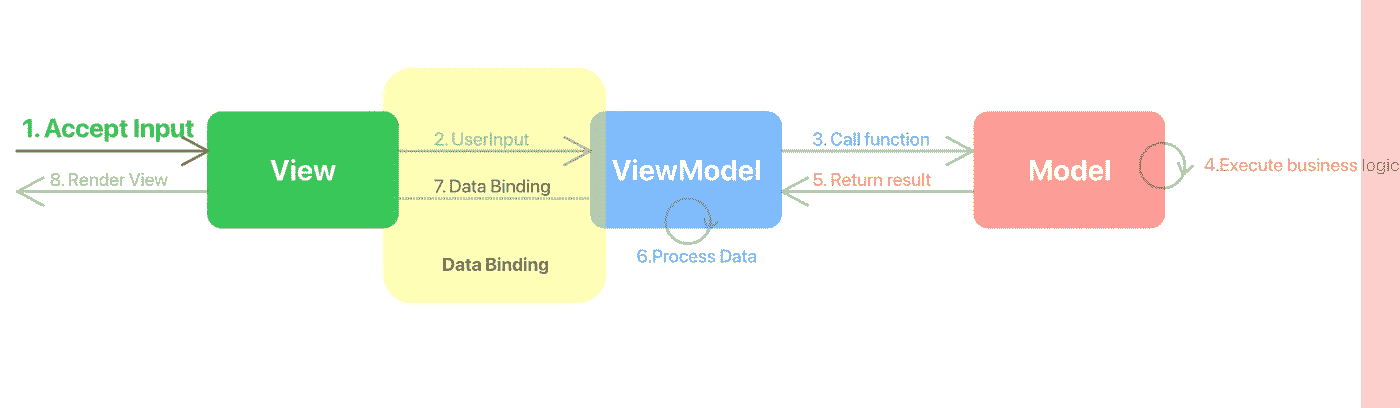 1. Accept Input
8. Render View
View
2. UserInput
7. Data Binding
Data Binding
ViewModel
6.Process Data
3. Call function
5. Return result
Model
4.Execute business logic